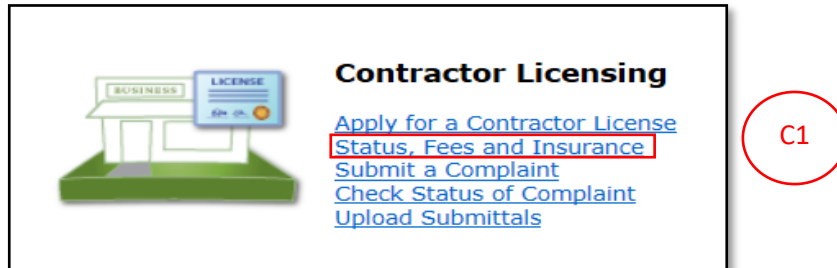 Contractor Licensing
BUSINESS
LICENSE
Apply for a Contractor License
Status, Fees and Insurance
C1
Submit a Complaint
Check Status of Complaint
Upload Submittals